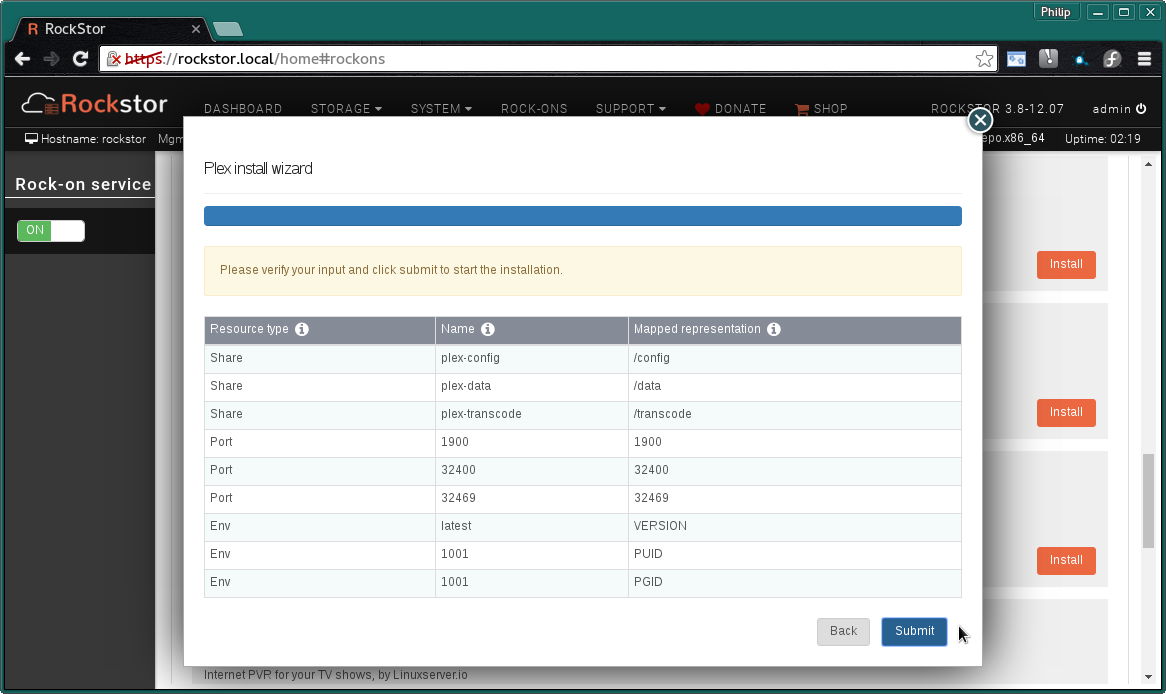 Philip
R RockStor
https://rockstor.local/home#rockons
Rockstor
DASHBOARD STORAGE SYSTEM ROCK-ONS SUPPORT DONATE SHOP ROCKSTOR 3.8-12.07 admin
Hostname: rockstor Mgm epo.x86_64 Uptime: 02:19
Rock-on service
ON
Plex install wizard
Please verify your input and click submit to start the installation.
Resource type Name Mapped representation
Share plex-config /config
Share plex-data /data
Share plex-transcode /transcode
Port 1900 1900
Port 32400 32400
Port 32469 32469
Env latest VERSION
Env 1001 PUID
Env 1001 PGID
Back Submit
Install
Install
Install
Internet PVR for your TV shows, by Linuxserver.io